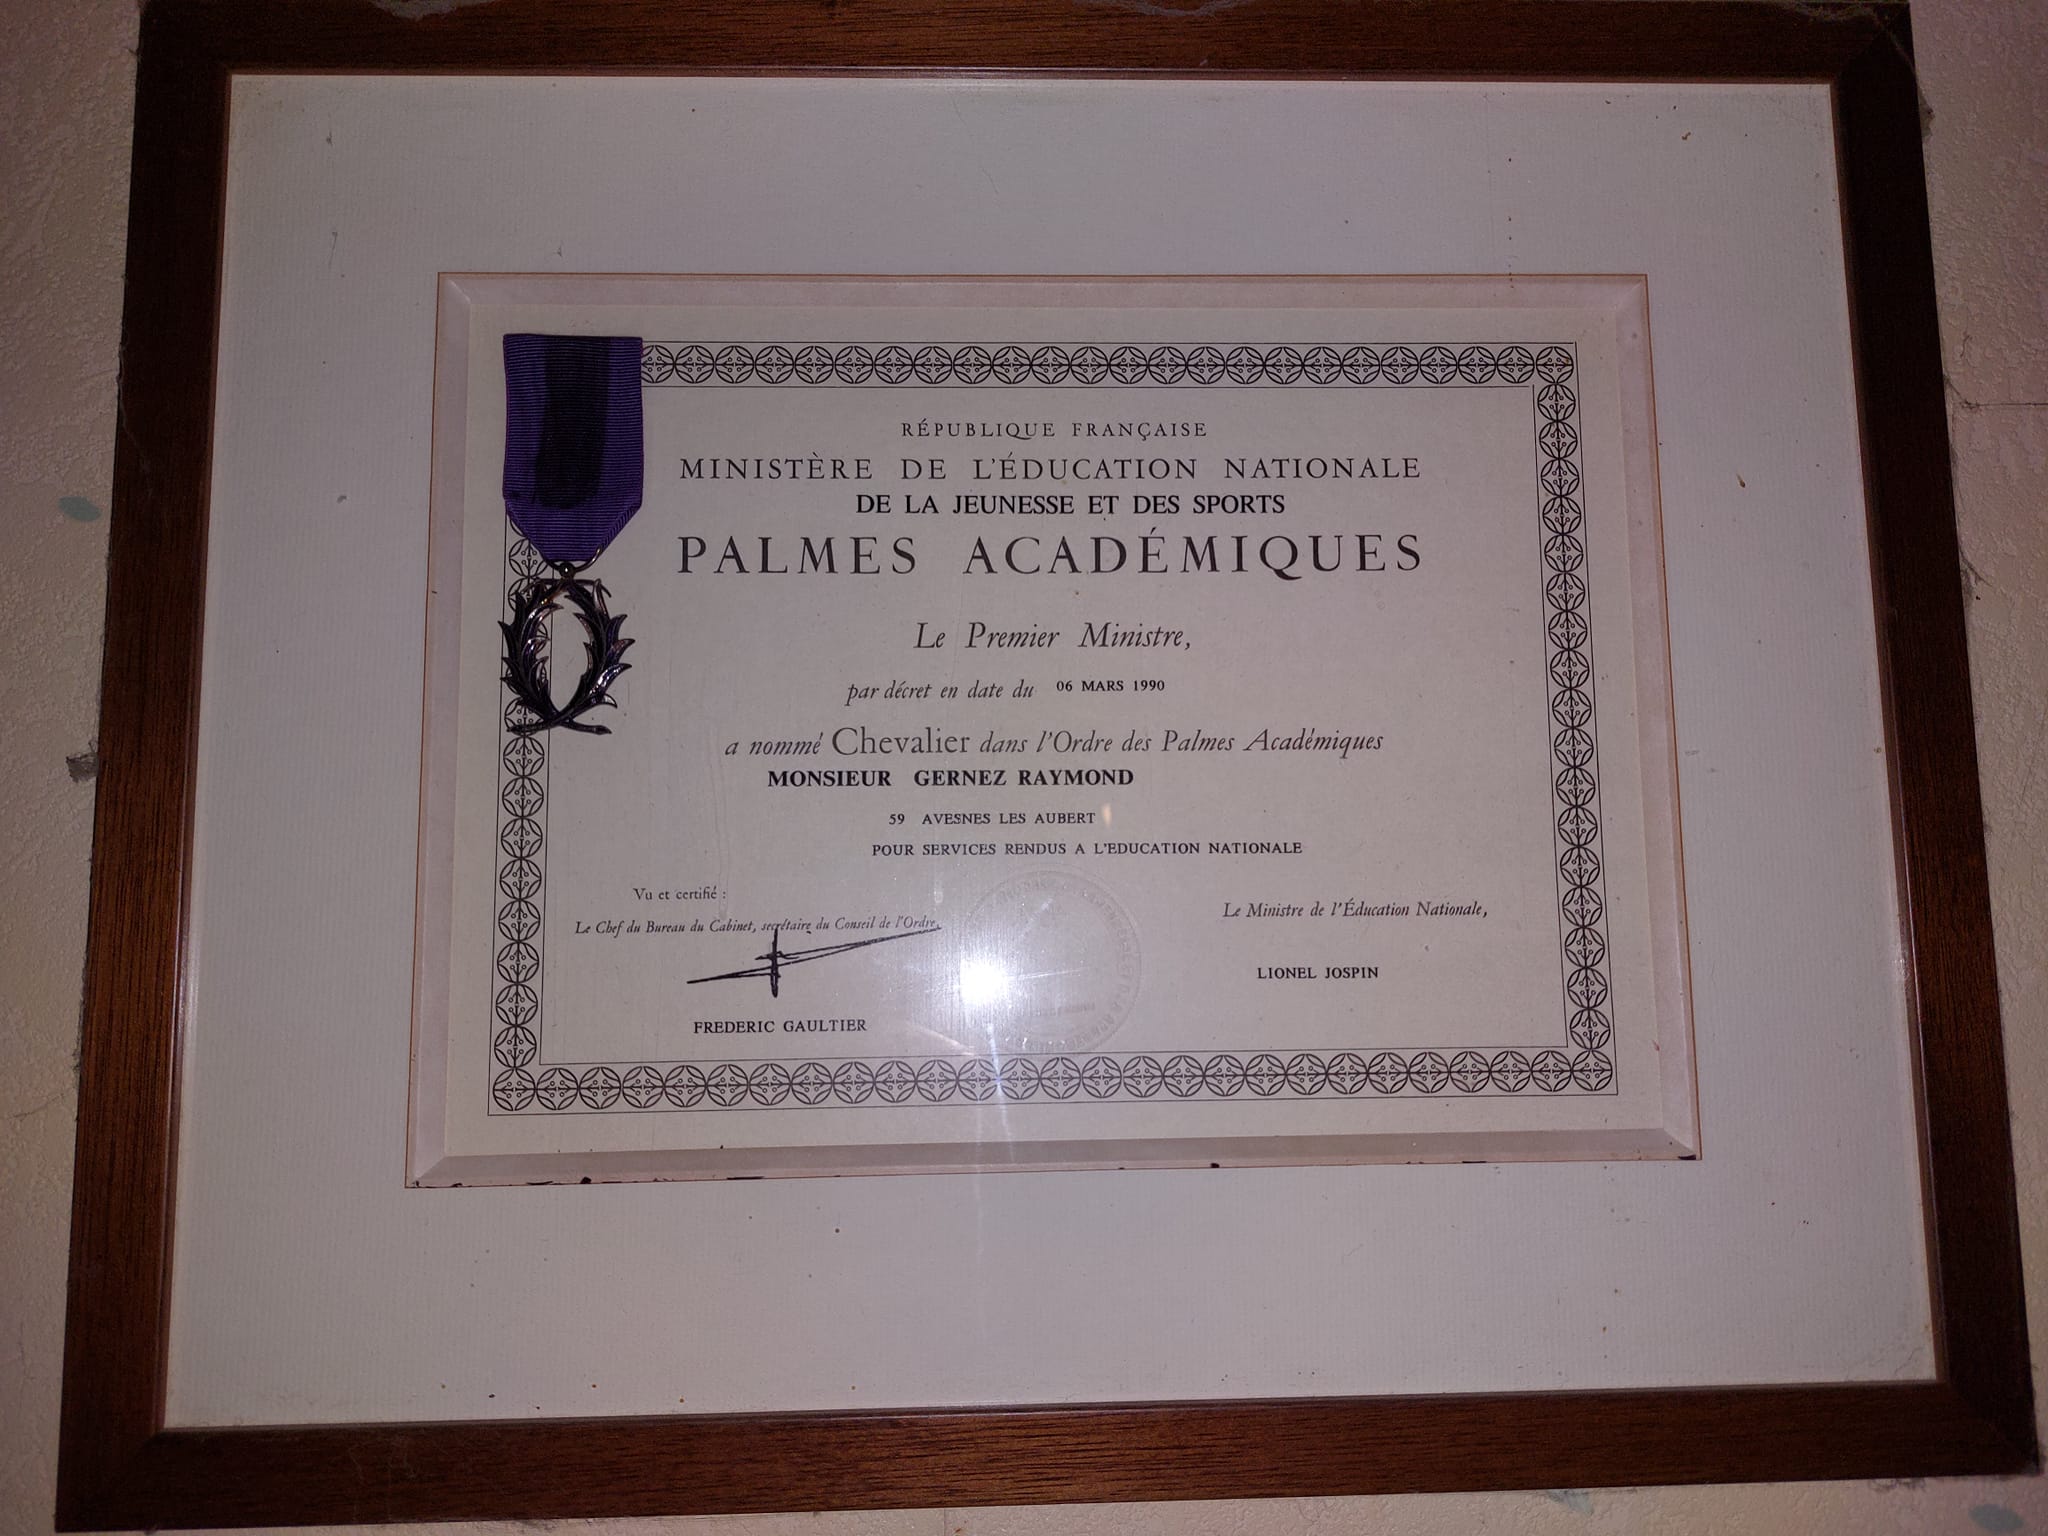 RÉPUBLIQUE FRANÇAISE
MINISTÈRE DE L'ÉDUCATION NATIONALE
DE LA JEUNESSE ET DES SPORTS
PALMES ACADÉMIQUES
Le Premier Ministre,
par décret en date du 06 MARS 1990
a nommé Chevalier dans l'Ordre des Palmes Académiques
MONSIEUR GERNEZ RAYMOND
59 AVESNES LES AUBERT
POUR SERVICES RENDUS A L'EDUCATION NATIONALE
Vu et certifié :
Le Chef du Bureau du Cabinet, secrétaire du Conseil de l'Ordre,
FREDERIC GAULTIER
Le Ministre de l'Éducation Nationale,
LIONEL JOSPIN